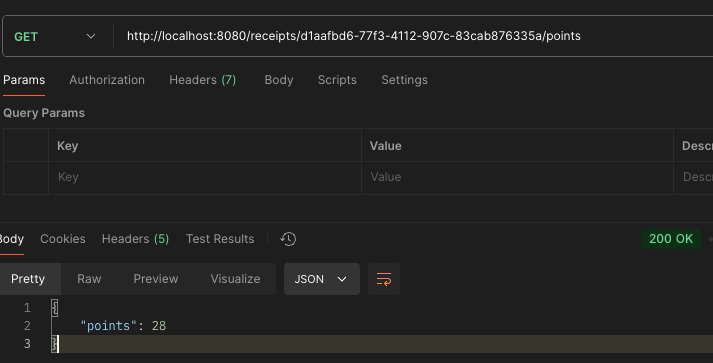 GET http://localhost:8080/receipts/d1aafbd6-77f3-4112-907c-83cab876335a/points
Params Authorization Headers (7) Body Scripts Settings
Query Params
Key Value Descr
Key Value Descr
Body Cookies Headers (5) Test Results 200 OK
Pretty Raw Preview Visualize JSON
1 {
2 "points": 28
3 }